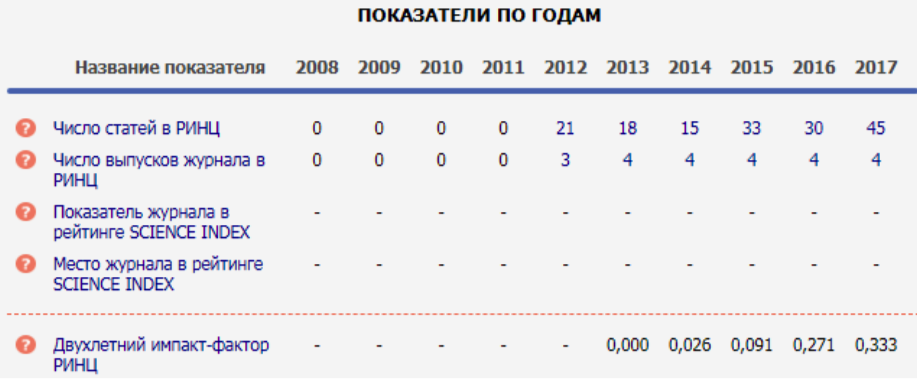 ПОКАЗАТЕЛИ ПО ГОДАМ
Название показателя 2008 2009 2010 2011 2012 2013 2014 2015 2016 2017
? Число статей в РИНЦ 0 0 0 0 21 18 15 33 30 45
? Число выпусков журнала в 0 0 0 0 3 4 4 4 4 4
РИНЦ
? Показатель журнала в - - - - - - - - - -
рейтинге SCIENCE INDEX
? Место журнала в рейтинге - - - - - - - - - -
SCIENCE INDEX
? Двухлетний импакт-фактор - - - - - 0,000 0,026 0,091 0,271 0,333
РИНЦ